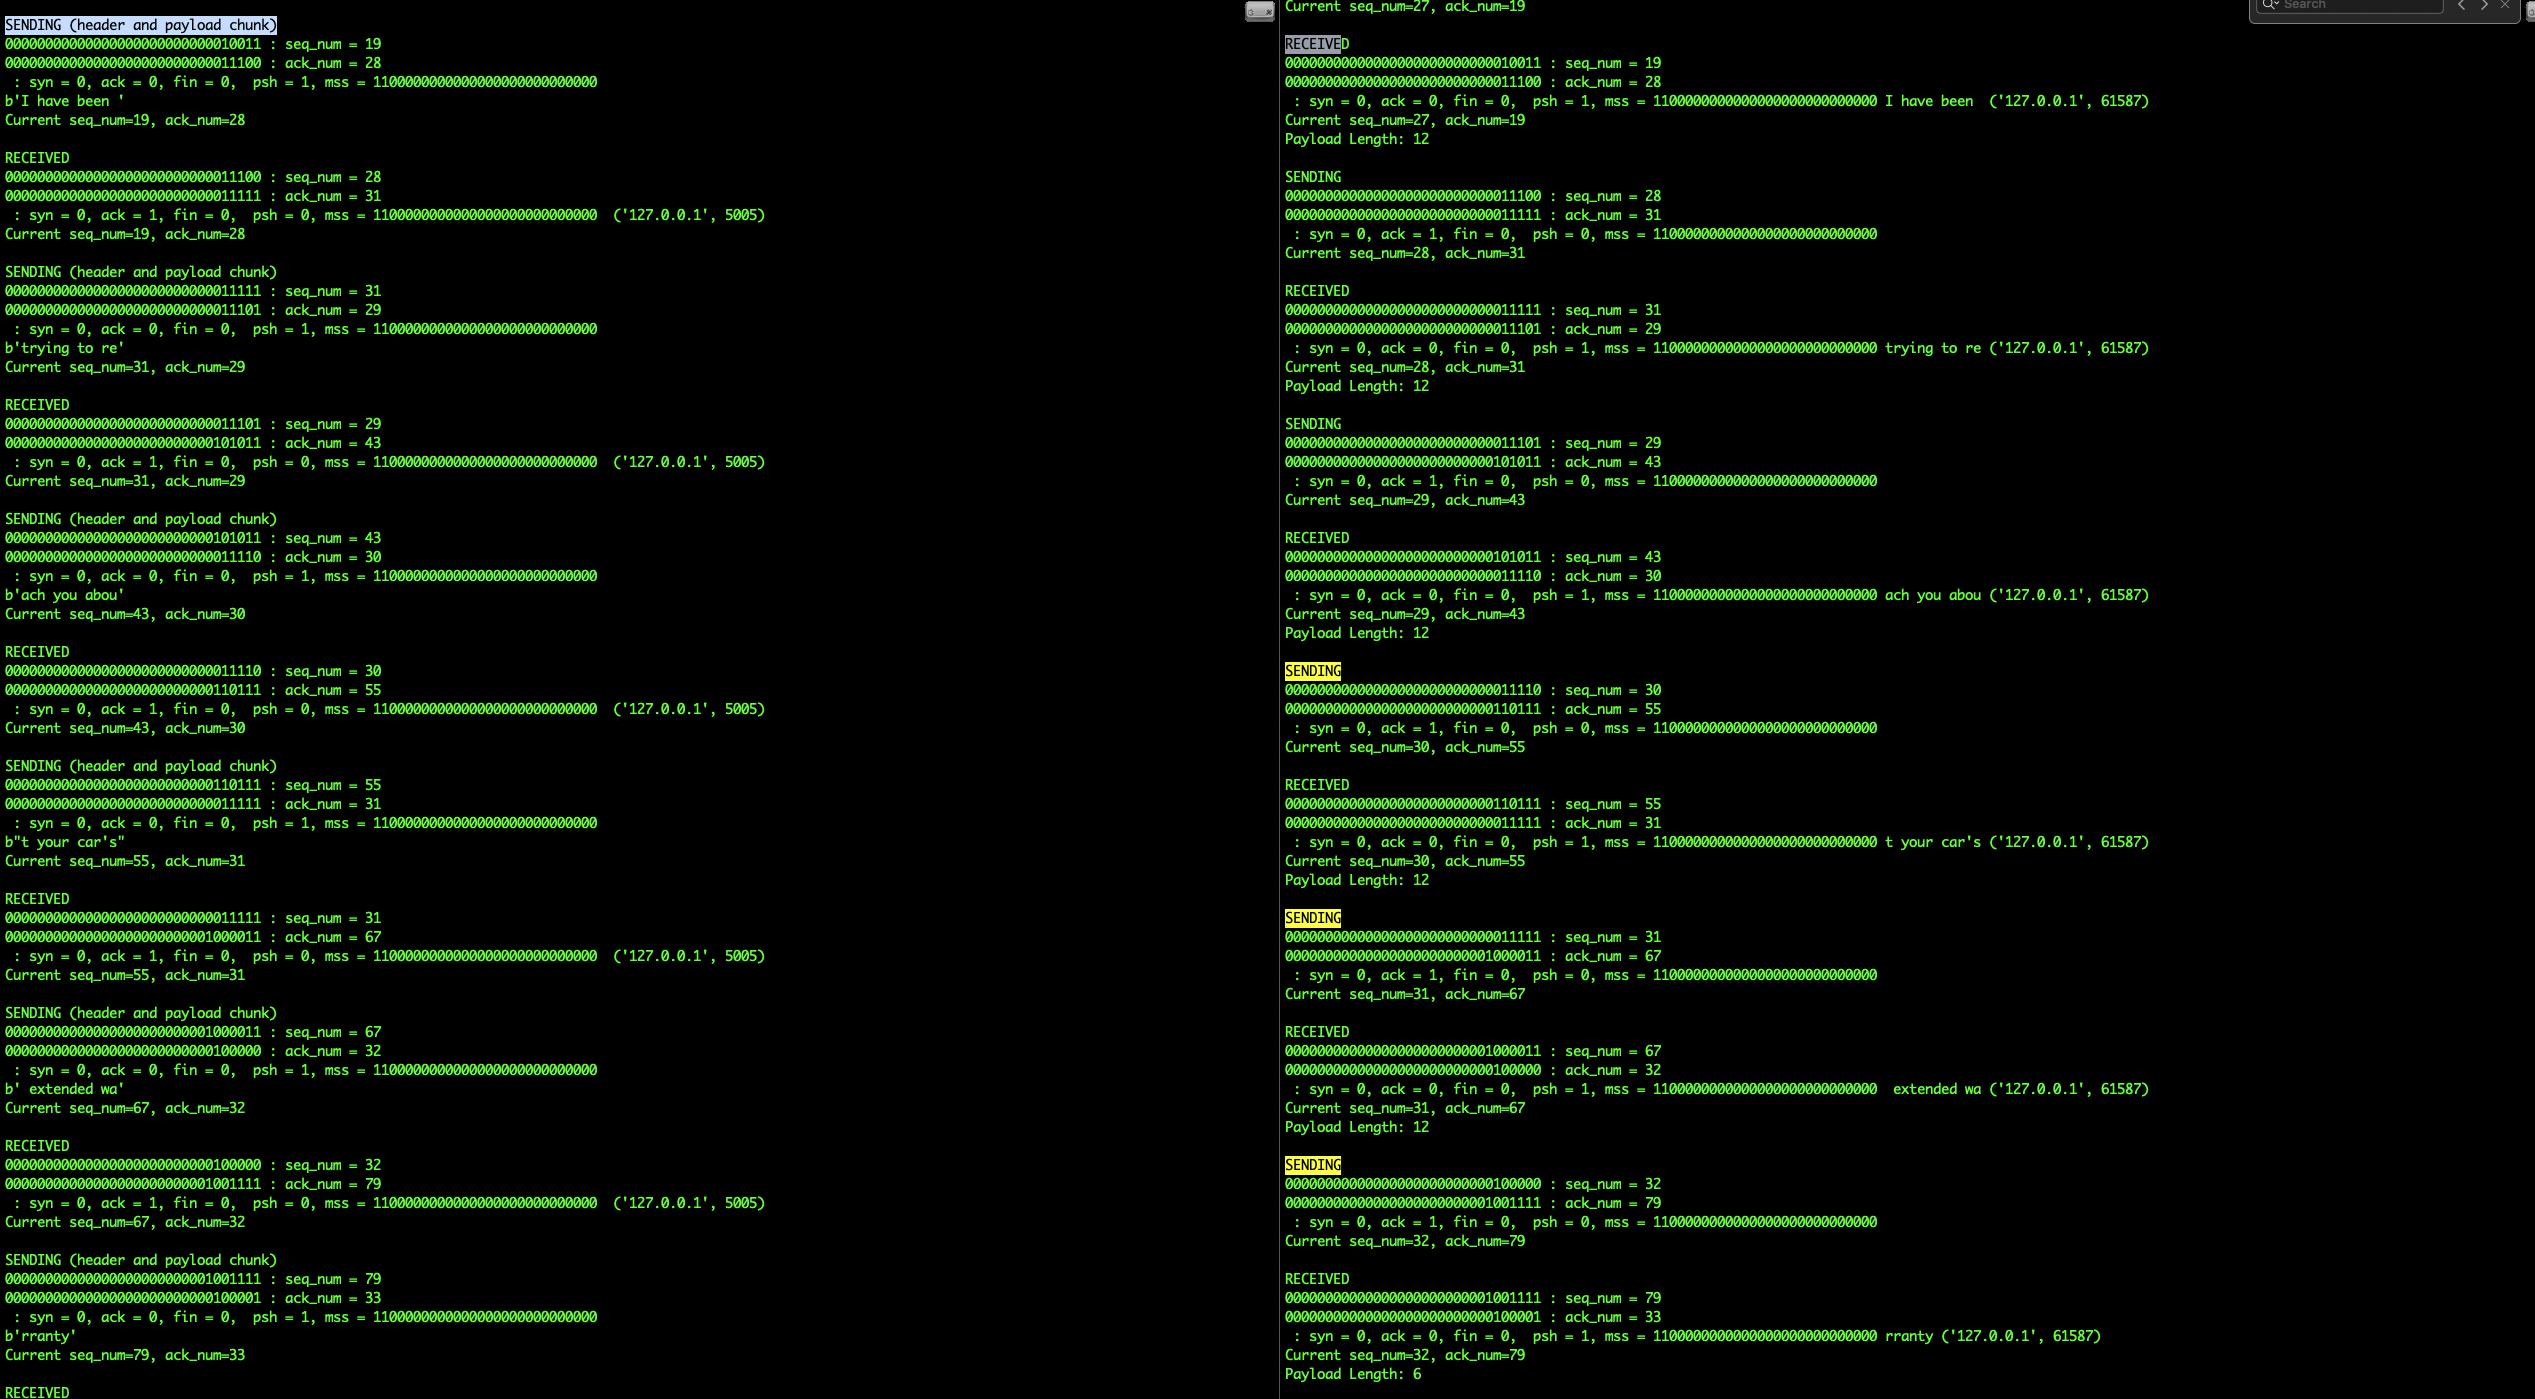 SENDING (header and payload chunk)
00000000000000000000000000010011 : seq_num = 19
00000000000000000000000000011100 : ack_num = 28
: syn = 0, ack = 0, fin = 0,  psh = 1, mss = 1100000000000000000000000000
b'I have been '
Current seq_num=19, ack_num=28
RECEIVED
00000000000000000000000000011100 : seq_num = 28
00000000000000000000000000011111 : ack_num = 31
: syn = 0, ack = 1, fin = 0,  psh = 0, mss = 1100000000000000000000000000  ('127.0.0.1', 5005)
Current seq_num=19, ack_num=28
SENDING (header and payload chunk)
00000000000000000000000000011111 : seq_num = 31
00000000000000000000000000011101 : ack_num = 29
: syn = 0, ack = 0, fin = 0,  psh = 1, mss = 1100000000000000000000000000
b'trying to re'
Current seq_num=31, ack_num=29
RECEIVED
00000000000000000000000000011101 : seq_num = 29
00000000000000000000000000101011 : ack_num = 43
: syn = 0, ack = 1, fin = 0,  psh = 0, mss = 1100000000000000000000000000  ('127.0.0.1', 5005)
Current seq_num=31, ack_num=29
SENDING (header and payload chunk)
00000000000000000000000000101011 : seq_num = 43
00000000000000000000000000011110 : ack_num = 30
: syn = 0, ack = 0, fin = 0,  psh = 1, mss = 1100000000000000000000000000
b'ach you abou'
Current seq_num=43, ack_num=30
RECEIVED
00000000000000000000000000011110 : seq_num = 30
00000000000000000000000000110111 : ack_num = 55
: syn = 0, ack = 1, fin = 0,  psh = 0, mss = 1100000000000000000000000000  ('127.0.0.1', 5005)
Current seq_num=43, ack_num=30
SENDING (header and payload chunk)
00000000000000000000000000110111 : seq_num = 55
00000000000000000000000000011111 : ack_num = 31
: syn = 0, ack = 0, fin = 0,  psh = 1, mss = 1100000000000000000000000000
b"t your car's"
Current seq_num=55, ack_num=31
RECEIVED
00000000000000000000000000011111 : seq_num = 31
00000000000000000000000001000011 : ack_num = 67
: syn = 0, ack = 1, fin = 0,  psh = 0, mss = 1100000000000000000000000000  ('127.0.0.1', 5005)
Current seq_num=55, ack_num=31
SENDING (header and payload chunk)
00000000000000000000000001000011 : seq_num = 67
00000000000000000000000000100000 : ack_num = 32
: syn = 0, ack = 0, fin = 0,  psh = 1, mss = 1100000000000000000000000000
b' extended wa'
Current seq_num=67, ack_num=32
RECEIVED
00000000000000000000000000100000 : seq_num = 32
00000000000000000000000001001111 : ack_num = 79
: syn = 0, ack = 1, fin = 0,  psh = 0, mss = 1100000000000000000000000000  ('127.0.0.1', 5005)
Current seq_num=67, ack_num=32
SENDING (header and payload chunk)
00000000000000000000000001001111 : seq_num = 79
00000000000000000000000000100001 : ack_num = 33
: syn = 0, ack = 0, fin = 0,  psh = 1, mss = 1100000000000000000000000000
b'rranty'
Current seq_num=79, ack_num=33
RECEIVED
Current seq_num=27, ack_num=19
Search
RECEIVED
00000000000000000000000000010011 : seq_num = 19
00000000000000000000000000011100 : ack_num = 28
: syn = 0, ack = 0, fin = 0,  psh = 1, mss = 1100000000000000000000000000 I have been  ('127.0.0.1', 61587)
Current seq_num=27, ack_num=19
Payload Length: 12
SENDING
00000000000000000000000000011100 : seq_num = 28
00000000000000000000000000011111 : ack_num = 31
: syn = 0, ack = 1, fin = 0,  psh = 0, mss = 1100000000000000000000000000
Current seq_num=28, ack_num=31
RECEIVED
00000000000000000000000000011111 : seq_num = 31
00000000000000000000000000011101 : ack_num = 29
: syn = 0, ack = 0, fin = 0,  psh = 1, mss = 1100000000000000000000000000 trying to re ('127.0.0.1', 61587)
Current seq_num=28, ack_num=31
Payload Length: 12
SENDING
00000000000000000000000000011101 : seq_num = 29
00000000000000000000000000101011 : ack_num = 43
: syn = 0, ack = 1, fin = 0,  psh = 0, mss = 1100000000000000000000000000
Current seq_num=29, ack_num=43
RECEIVED
00000000000000000000000000101011 : seq_num = 43
00000000000000000000000000011110 : ack_num = 30
: syn = 0, ack = 0, fin = 0,  psh = 1, mss = 1100000000000000000000000000 ach you abou ('127.0.0.1', 61587)
Current seq_num=29, ack_num=43
Payload Length: 12
SENDING
00000000000000000000000000011110 : seq_num = 30
00000000000000000000000000110111 : ack_num = 55
: syn = 0, ack = 1, fin = 0,  psh = 0, mss = 1100000000000000000000000000
Current seq_num=30, ack_num=55
RECEIVED
00000000000000000000000000110111 : seq_num = 55
00000000000000000000000000011111 : ack_num = 31
: syn = 0, ack = 0, fin = 0,  psh = 1, mss = 1100000000000000000000000000 t your car's ('127.0.0.1', 61587)
Current seq_num=30, ack_num=55
Payload Length: 12
SENDING
00000000000000000000000000011111 : seq_num = 31
00000000000000000000000001000011 : ack_num = 67
: syn = 0, ack = 1, fin = 0,  psh = 0, mss = 1100000000000000000000000000
Current seq_num=31, ack_num=67
RECEIVED
00000000000000000000000001000011 : seq_num = 67
00000000000000000000000000100000 : ack_num = 32
: syn = 0, ack = 0, fin = 0,  psh = 1, mss = 1100000000000000000000000000  extended wa ('127.0.0.1', 61587)
Current seq_num=31, ack_num=67
Payload Length: 12
SENDING
00000000000000000000000000100000 : seq_num = 32
00000000000000000000000001001111 : ack_num = 79
: syn = 0, ack = 1, fin = 0,  psh = 0, mss = 1100000000000000000000000000
Current seq_num=32, ack_num=79
RECEIVED
00000000000000000000000001001111 : seq_num = 79
00000000000000000000000000100001 : ack_num = 33
: syn = 0, ack = 0, fin = 0,  psh = 1, mss = 1100000000000000000000000000 rranty ('127.0.0.1', 61587)
Current seq_num=32, ack_num=79
Payload Length: 6